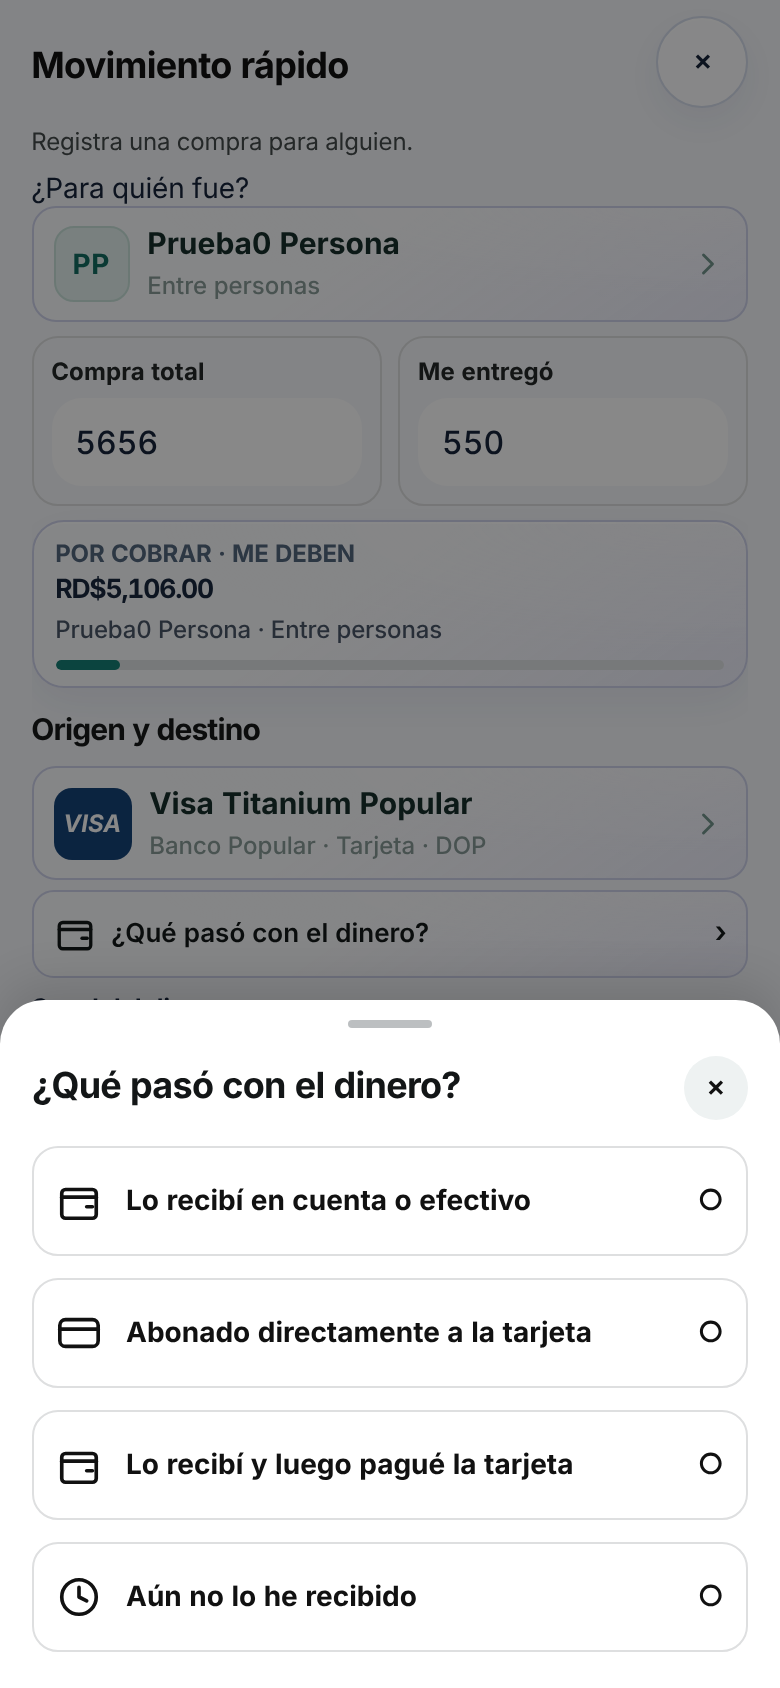 Movimiento rápido
×
Registra una compra para alguien.
¿Para quién fue?
PP
Prueba0 Persona
Entre personas
Compra total
Me entregó
5656
550
POR COBRAR · ME DEBEN
RD$5,106.00
Prueba0 Persona · Entre personas
Origen y destino
VISA
Visa Titanium Popular
Banco Popular · Tarjeta · DOP
¿Qué pasó con el dinero?
¿Qué pasó con el dinero?
×
Lo recibí en cuenta o efectivo
Abonado directamente a la tarjeta
Lo recibí y luego pagué la tarjeta
Aún no lo he recibido